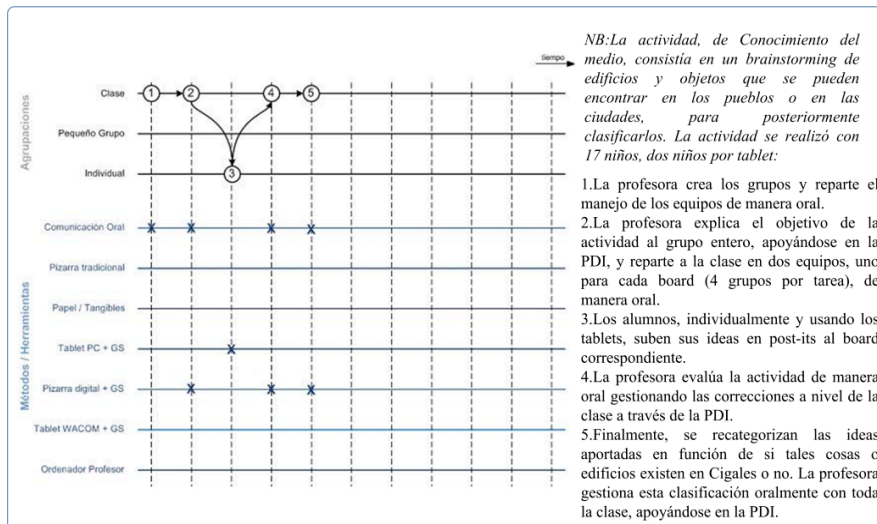 tiempo
Agrupaciones
Clase
1
2
4
5
Pequeño Grupo
Individual
3
Métodos / Herramientas
Comunicación Oral
X X X X
Pizarra tradicional
Papel / Tangibles
Tablet PC + GS
X
Pizarra digital + GS
X X X
Tablet WACOM + GS
Ordenador Profesor
NB:La actividad, de Conocimiento del
medio, consistía en un brainstorming de
edificios y objetos que se pueden
encontrar en los pueblos o en las
ciudades, para posteriormente
clasificarlos. La actividad se realizó con
17 niños, dos niños por tablet:
1.La profesora crea los grupos y reparte el
manejo de los equipos de manera oral.
2.La profesora explica el objetivo de la
actividad al grupo entero, apoyándose en la
PDI, y reparte a la clase en dos equipos, uno
para cada board (4 grupos por tarea), de
manera oral.
3.Los alumnos, individualmente y usando los
tablets, suben sus ideas en post-its al board
correspondiente.
4.La profesora evalúa la actividad de manera
oral gestionando las correcciones a nivel de la
clase a través de la PDI.
5.Finalmente, se recategorizan las ideas
aportadas en función de si tales cosas o
edificios existen en Cigales o no. La profesora
gestiona esta clasificación oralmente con toda
la clase, apoyándose en la PDI.